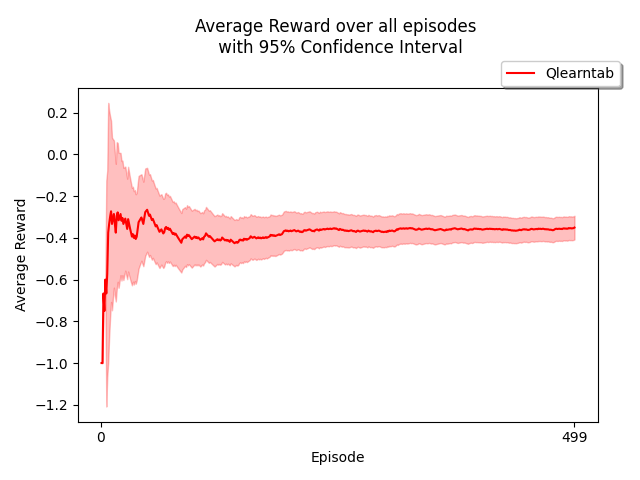 Average Reward over all episodes
with 95% Confidence Interval
Qlearntab
0.2
0.0
−0.2
−0.4
−0.6
−0.8
−1.0
−1.2
Average Reward
0
499
Episode